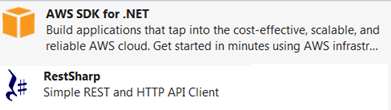 AWS SDK for .NET
Build applications that tap into the cost-effective, scalable, and
reliable AWS cloud. Get started in minutes using AWS infrastr...
RestSharp
Simple REST and HTTP API Client